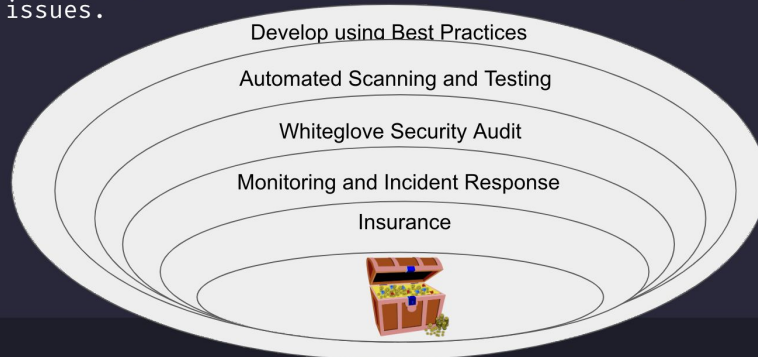 issues.
Develop using Best Practices
Automated Scanning and Testing
Whiteglove Security Audit
Monitoring and Incident Response
Insurance